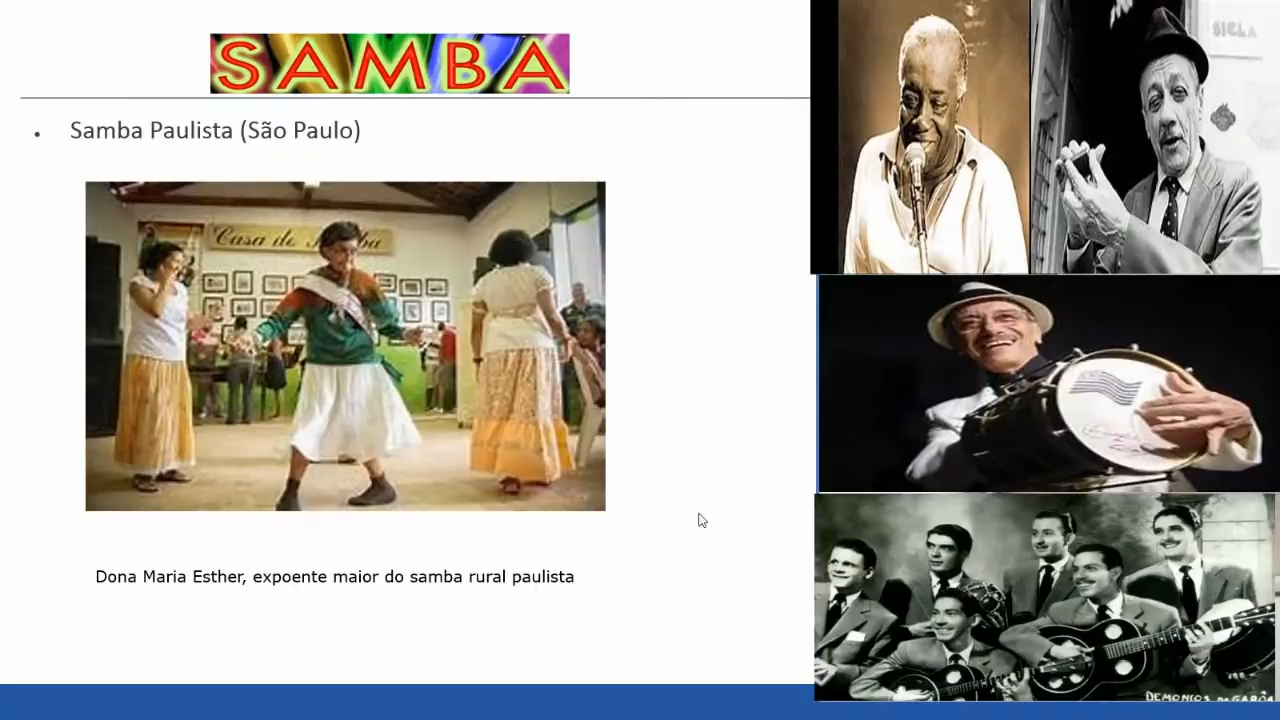 SAMBA
SIGLA
Samba Paulista (São Paulo)
Casa do Samba
Dona Maria Esther, expoente maior do samba rural paulista
DEMONIOS DA GARÔA